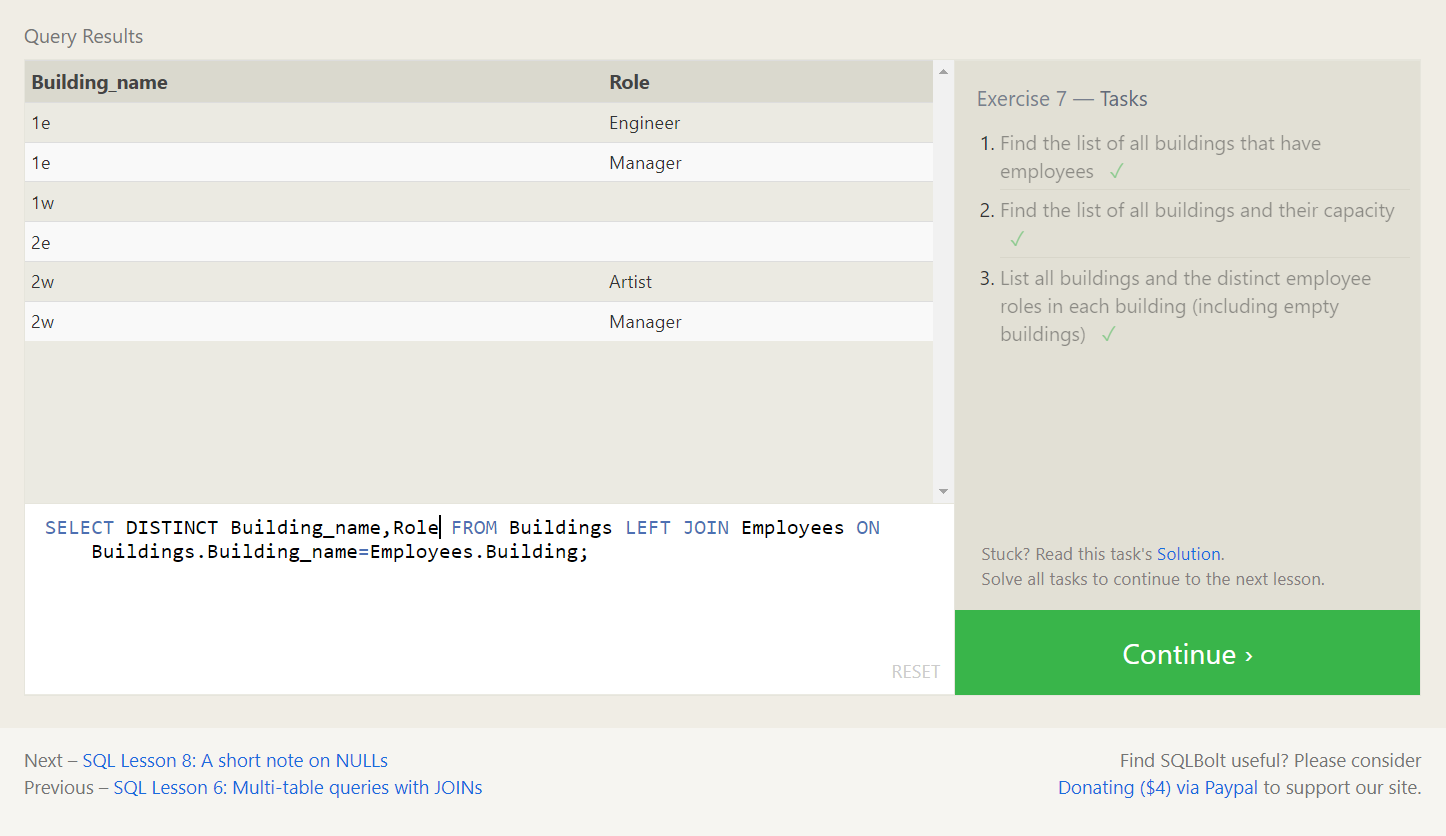 Query Results
Building_name Role
1e Engineer
1e Manager
1w
2e
2w Artist
2w Manager
SELECT DISTINCT Building_name,Role FROM Buildings LEFT JOIN Employees ON
Buildings.Building_name=Employees.Building;
RESET
Exercise 7 — Tasks
1. Find the list of all buildings that have
employees ✓
2. Find the list of all buildings and their capacity
✓
3. List all buildings and the distinct employee
roles in each building (including empty
buildings) ✓
Stuck? Read this task's Solution.
Solve all tasks to continue to the next lesson.
Continue ›
Next – SQL Lesson 8: A short note on NULLs
Previous – SQL Lesson 6: Multi-table queries with JOINs
Find SQLBolt useful? Please consider
Donating ($4) via Paypal to support our site.